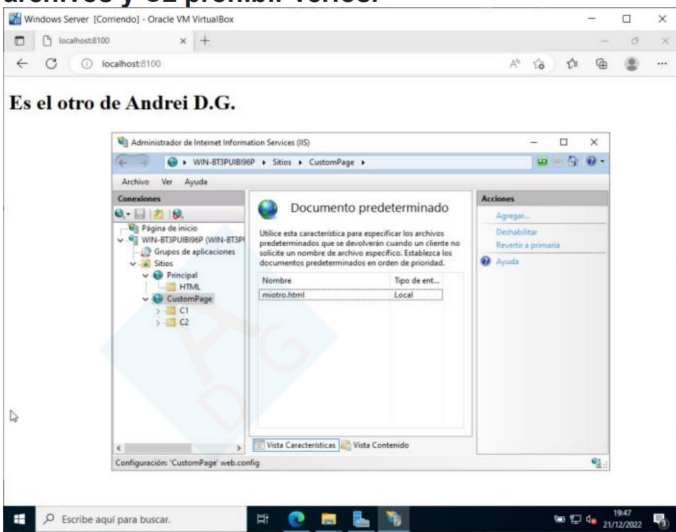 archivos y C2 prohibir verlos.
Windows Server [Corriendo] - Oracle VM VirtualBox
localhost:8100
localhost:8100
Es el otro de Andrei D.G.
Administrador de Internet Information Services (IIS)
WIN-BT3PUIBI96P
Sitios
CustomPage
Archivo Ver Ayuda
Conexiones
Página de inicio
WIN-BT3PUIBI96P (WIN-BT3PI
Grupos de aplicaciones
Sitios
Principal
HTML
CustomPage
C1
C2
Documento predeterminado
Utilice esta característica para especificar los archivos
predeterminados que se devolverán cuando un cliente no
solicite un nombre de archivo específico. Establezca los
documentos predeterminados en orden de prioridad.
Nombre Tipo de ent...
miotro.html Local
Vista Características Vista Contenido
Acciones
Agregar...
Deshabilitar
Revertir a primaria
Ayuda
Configuración: 'CustomPage' web.config
Escribe aquí para buscar.
19:47
21/12/2022